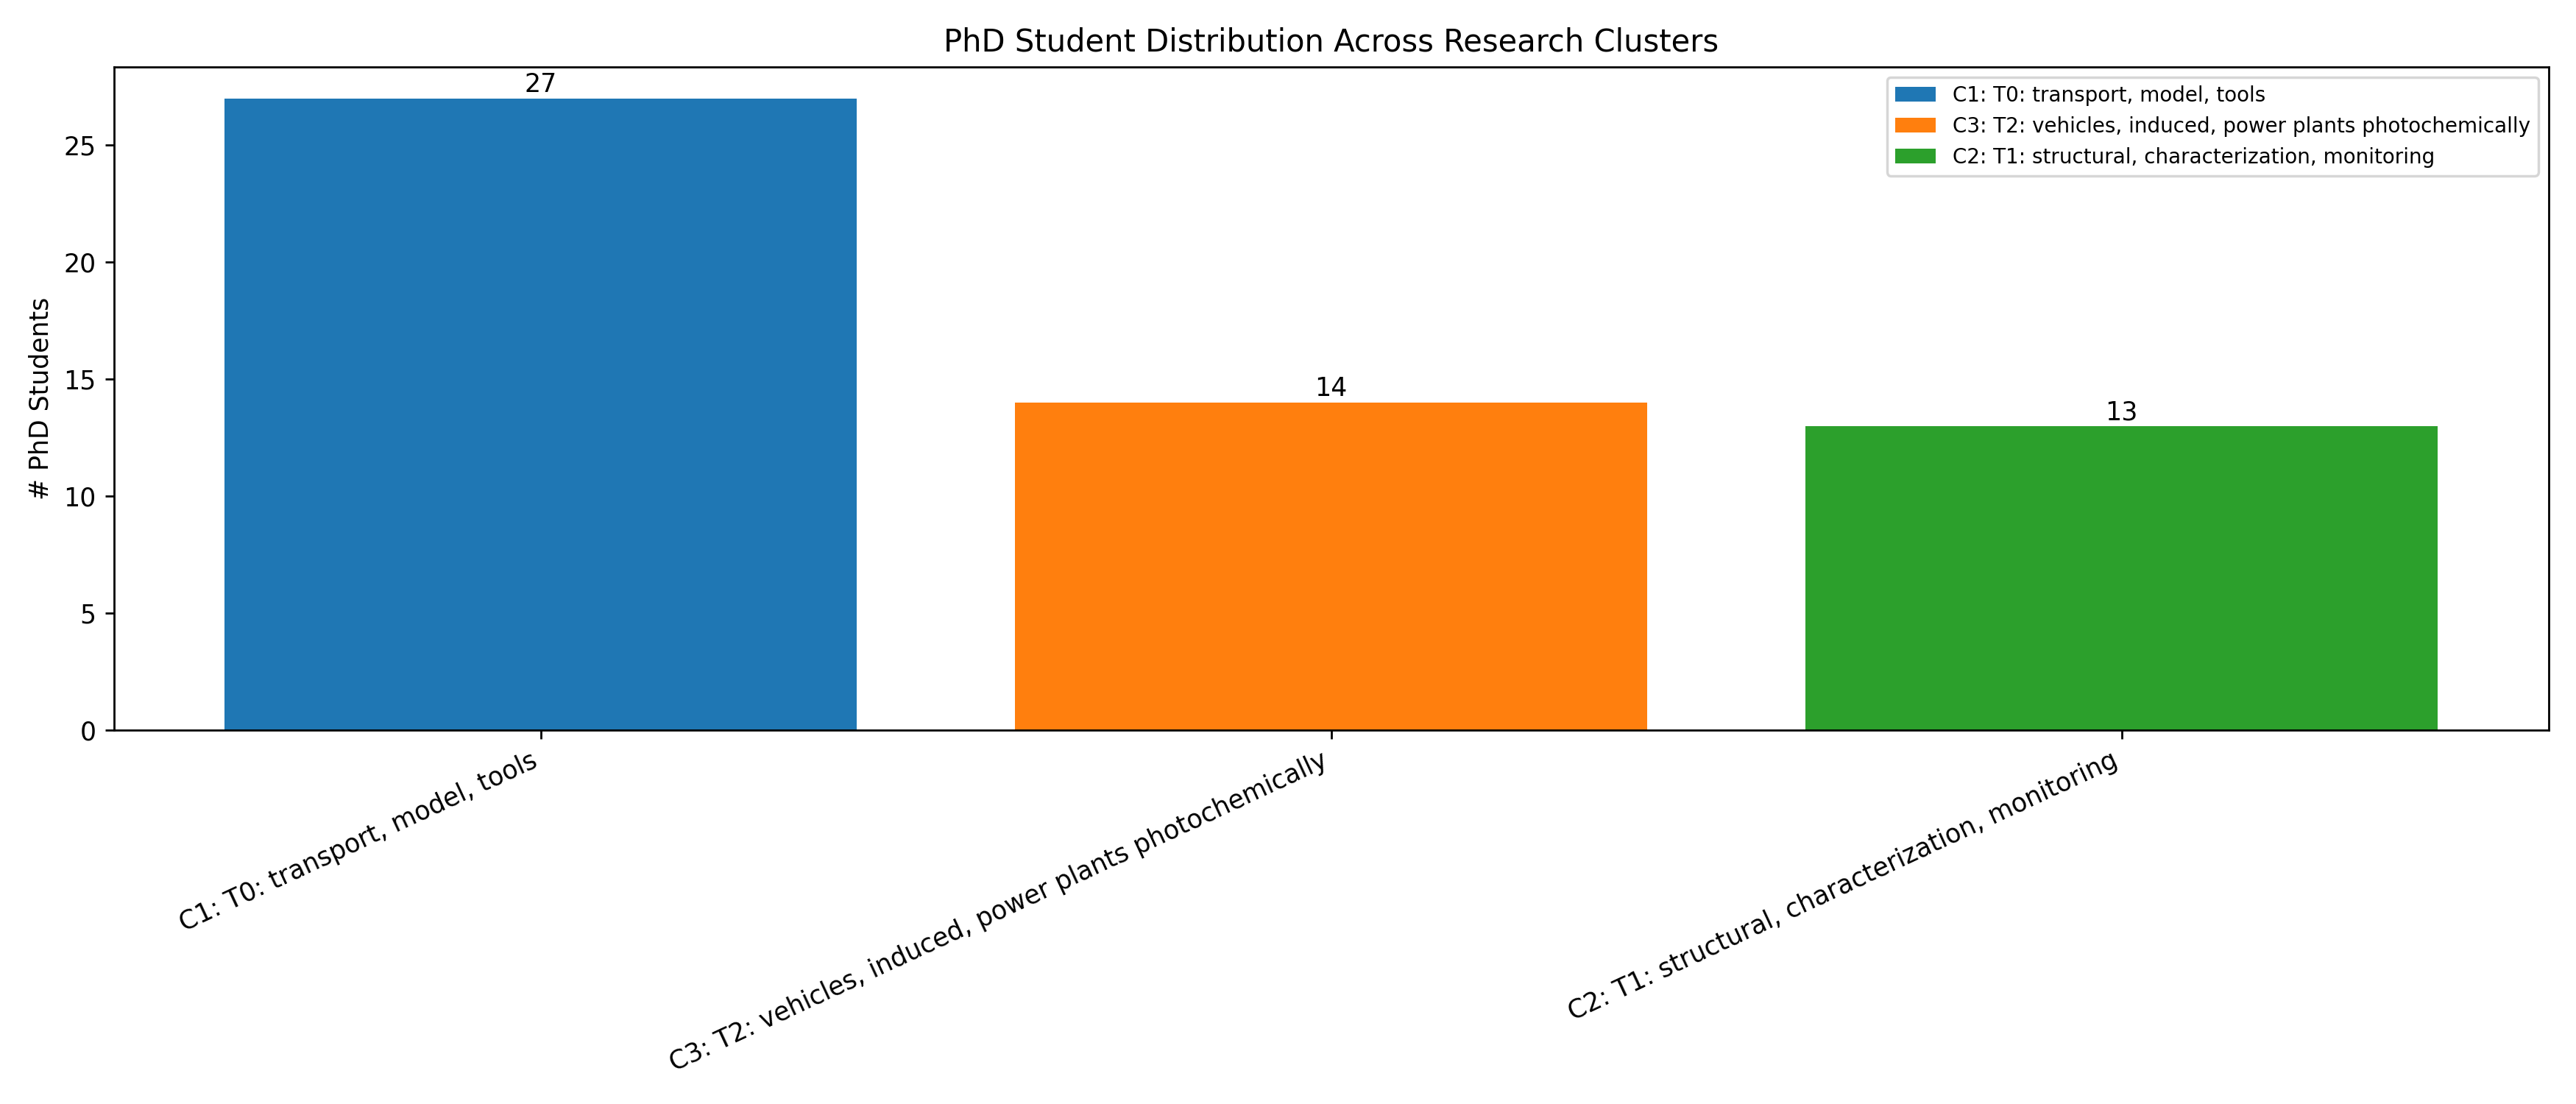 PhD Student Distribution Across Research Clusters
27
C1: T0: transport, model, tools
C3: T2: vehicles, induced, power plants photochemically
C2: T1: structural, characterization, monitoring
25
20
15
10
5
0
# PhD Students
14
13
C1: T0: transport, model, tools
C3: T2: vehicles, induced, power plants photochemically
C2: T1: structural, characterization, monitoring